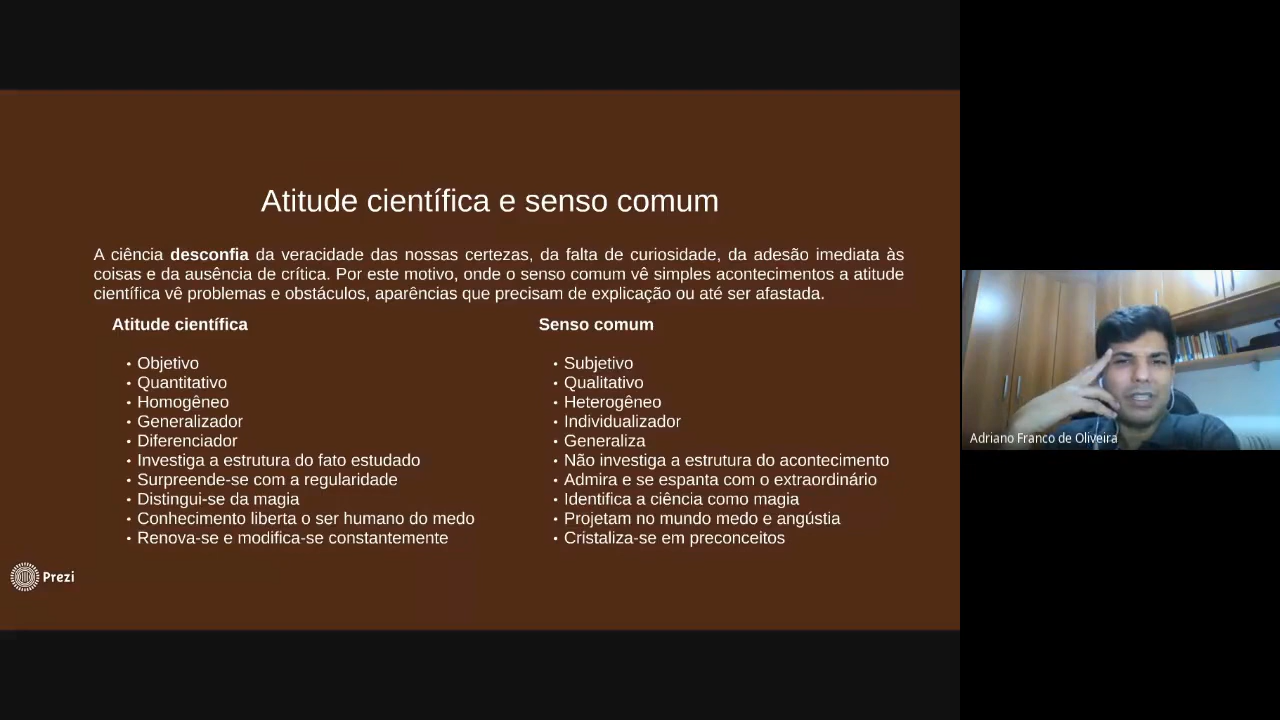 Atitude científica e senso comum
A ciência desconfia da veracidade das nossas certezas, da falta de curiosidade, da adesão imediata às
coisas e da ausência de crítica. Por este motivo, onde o senso comum vê simples acontecimentos a atitude
científica vê problemas e obstáculos, aparências que precisam de explicação ou até ser afastada.
Atitude científica
• Objetivo
• Quantitativo
• Homogêneo
• Generalizador
• Diferenciador
• Investiga a estrutura do fato estudado
• Surpreende-se com a regularidade
• Distingui-se da magia
• Conhecimento liberta o ser humano do medo
• Renova-se e modifica-se constantemente
Senso comum
• Subjetivo
• Qualitativo
• Heterogêneo
• Individualizador
• Generaliza
• Não investiga a estrutura do acontecimento
• Admira e se espanta com o extraordinário
• Identifica a ciência como magia
• Projetam no mundo medo e angústia
• Cristaliza-se em preconceitos
Prezi
Adriano Franco de Oliveira